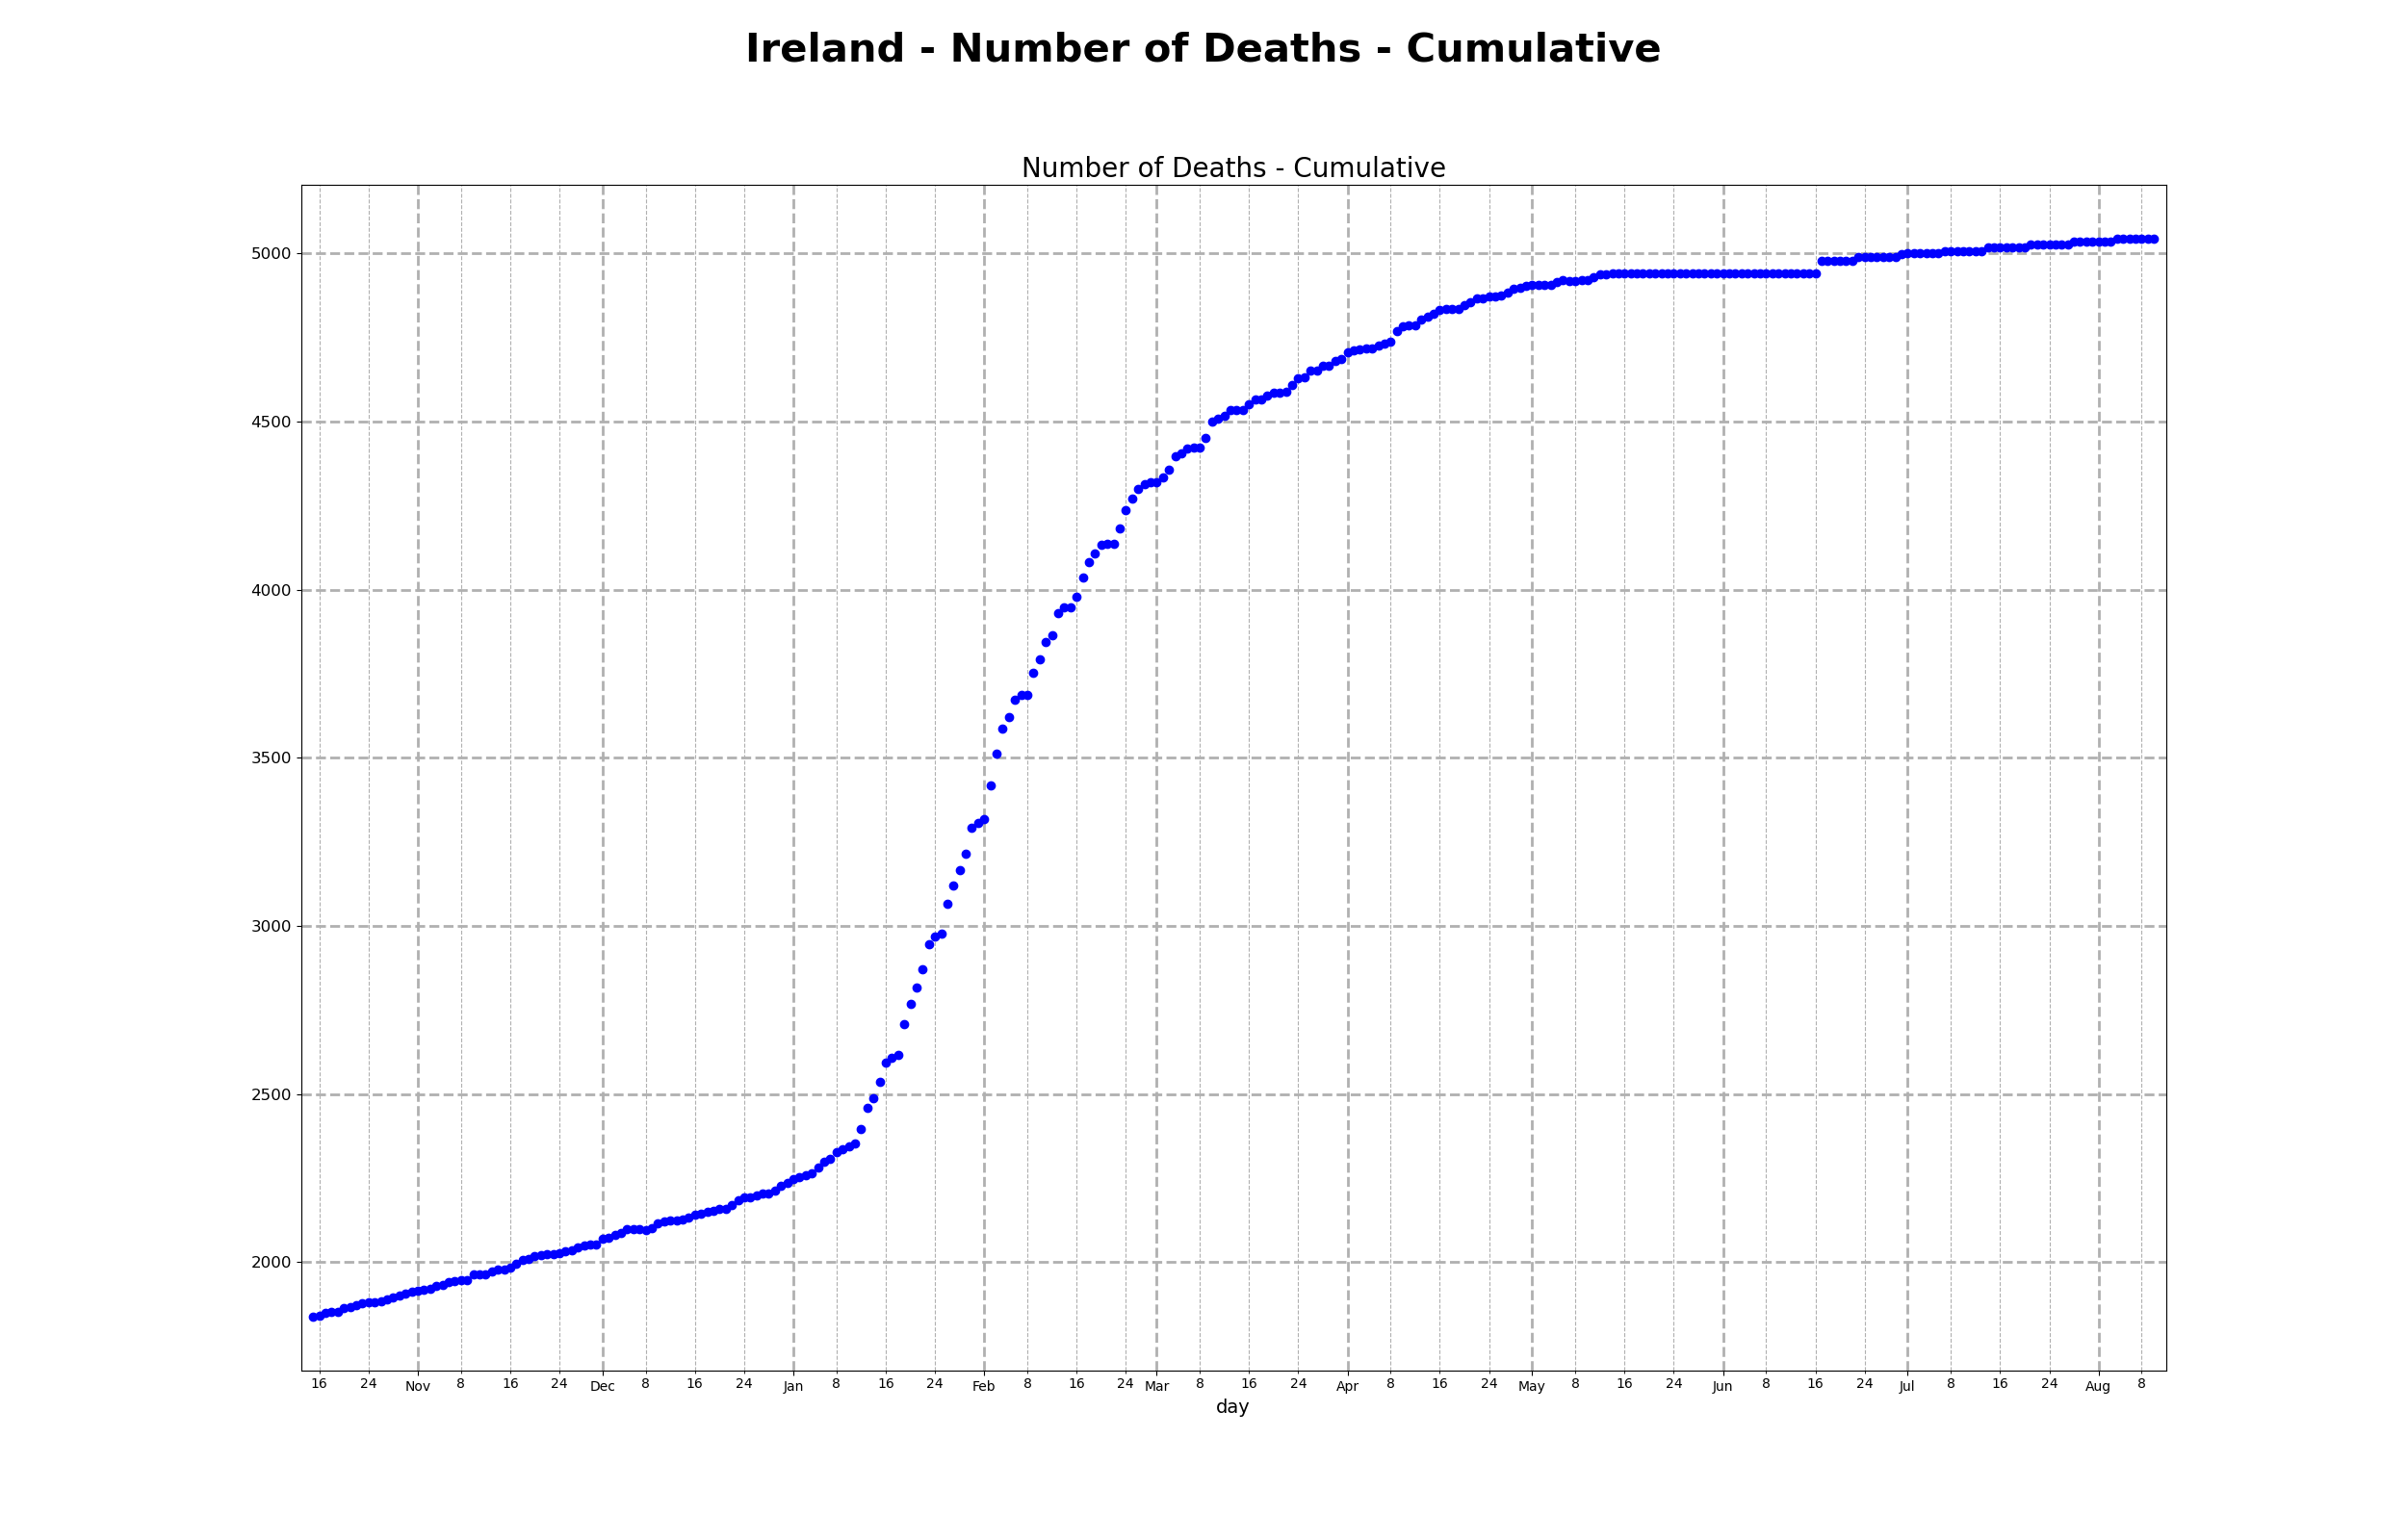 Ireland - Number of Deaths - Cumulative
Number of Deaths - Cumulative
5000
4500
4000
3500
3000
2500
2000
16 24 Nov 8 16 24 Dec 8 16 24 Jan 8 16 24 Feb 8 16 24 Mar 8 16 24 Apr 8 16 24 May 8 16 24 Jun 8 16 24 Jul 8 16 24 Aug 8
day